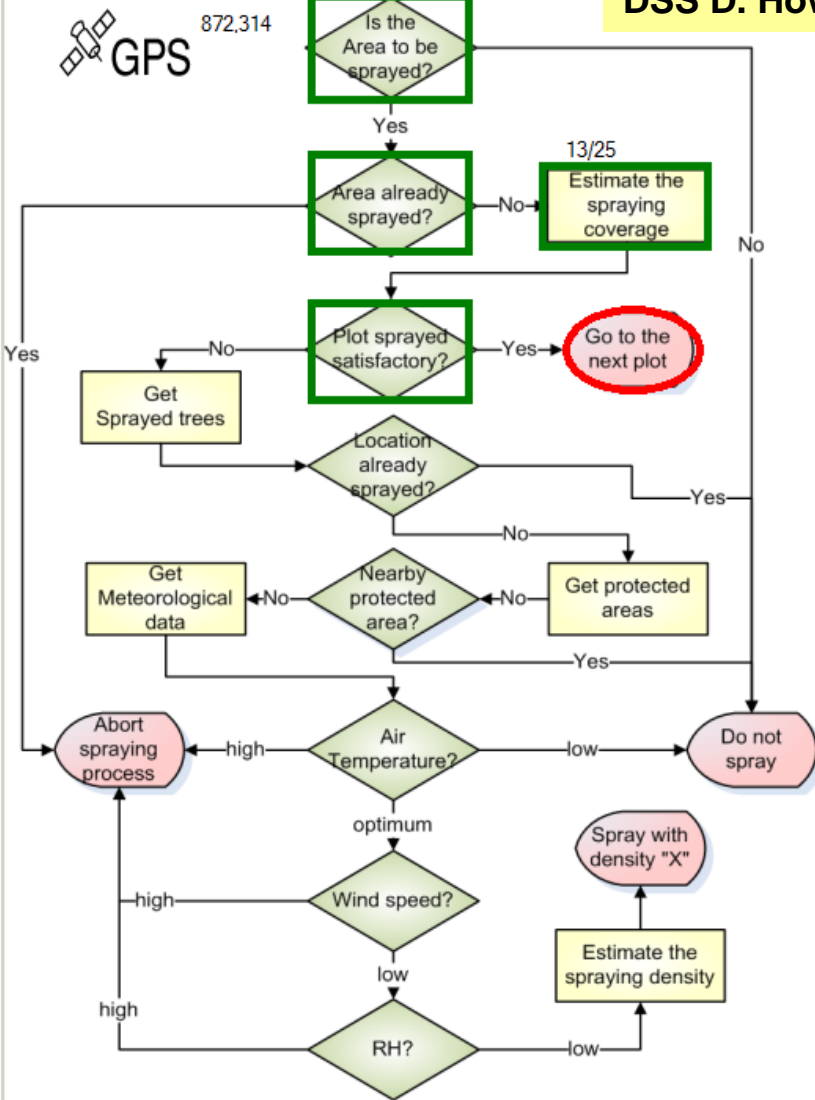 DSS D. Hov
872,314
GPS
Is the
Area to be
sprayed?
Yes
No
13/25
Area already
sprayed?
No
Estimate the
spraying
coverage
Yes
Plot sprayed
satisfactory?
No
Yes
Go to the
next plot
Get
Sprayed trees
Location
already
sprayed?
Yes
No
Get
Meteorological
data
No
Nearby
protected
area?
No
Get protected
areas
Yes
Abort
spraying
process
high
Air
Temperature?
low
Do not
spray
optimum
Spray with
density "X"
high
Wind speed?
low
Estimate the
spraying density
high
RH?
low